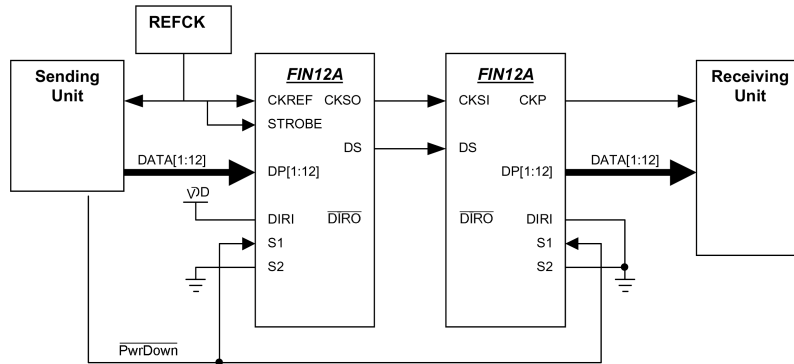 REFCK
Sending
Unit
FIN12A
FIN12A
Receiving
Unit
CKREF CKSO
CKSI CKP
STROBE
DS
DS
DATA[1:12]
DP[1:12]
DP[1:12]
DATA[1:12]
VDD
DIRI DIRO
DIRO DIRI
S1
S1
S2
S2
PwrDown